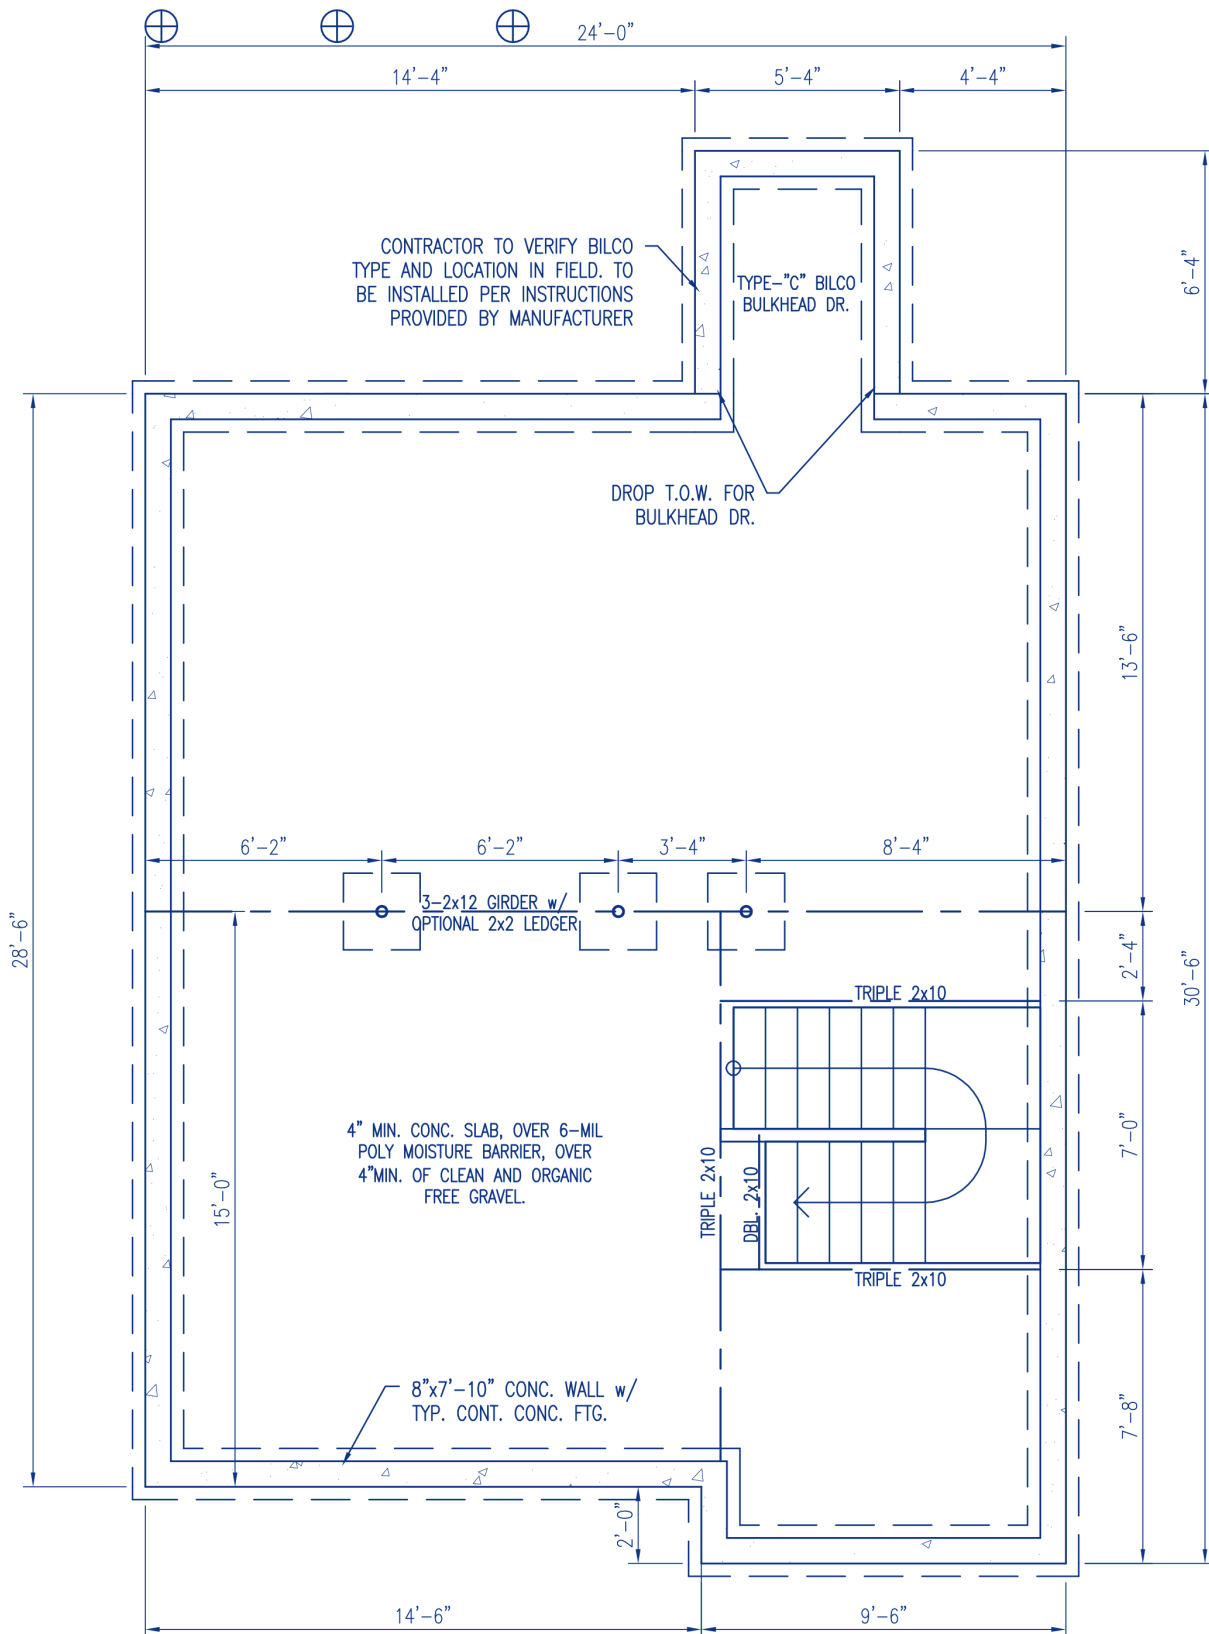 24'-0"
14'-4"
5'-4"
4'-4"
6'-4"
CONTRACTOR TO VERIFY BILCO
TYPE AND LOCATION IN FIELD. TO
BE INSTALLED PER INSTRUCTIONS
PROVIDED BY MANUFACTURER
TYPE-"C" BILCO
BULKHEAD DR.
DROP T.O.W. FOR
BULKHEAD DR.
13'-6"
6'-2"
6'-2"
3'-4"
8'-4"
3-2x12 GIRDER w/
OPTIONAL 2x2 LEDGER
28'-6"
2'-4"
30'-6"
TRIPLE 2x10
4" MIN. CONC. SLAB, OVER 6-MIL
POLY MOISTURE BARRIER, OVER
4"MIN. OF CLEAN AND ORGANIC
FREE GRAVEL.
15'-0"
TRIPLE 2x10
DBL. 2x10
7'-0"
TRIPLE 2x10
8"x7'-10" CONC. WALL w/
TYP. CONT. CONC. FTG.
7'-8"
2'-0"
14'-6"
9'-6"